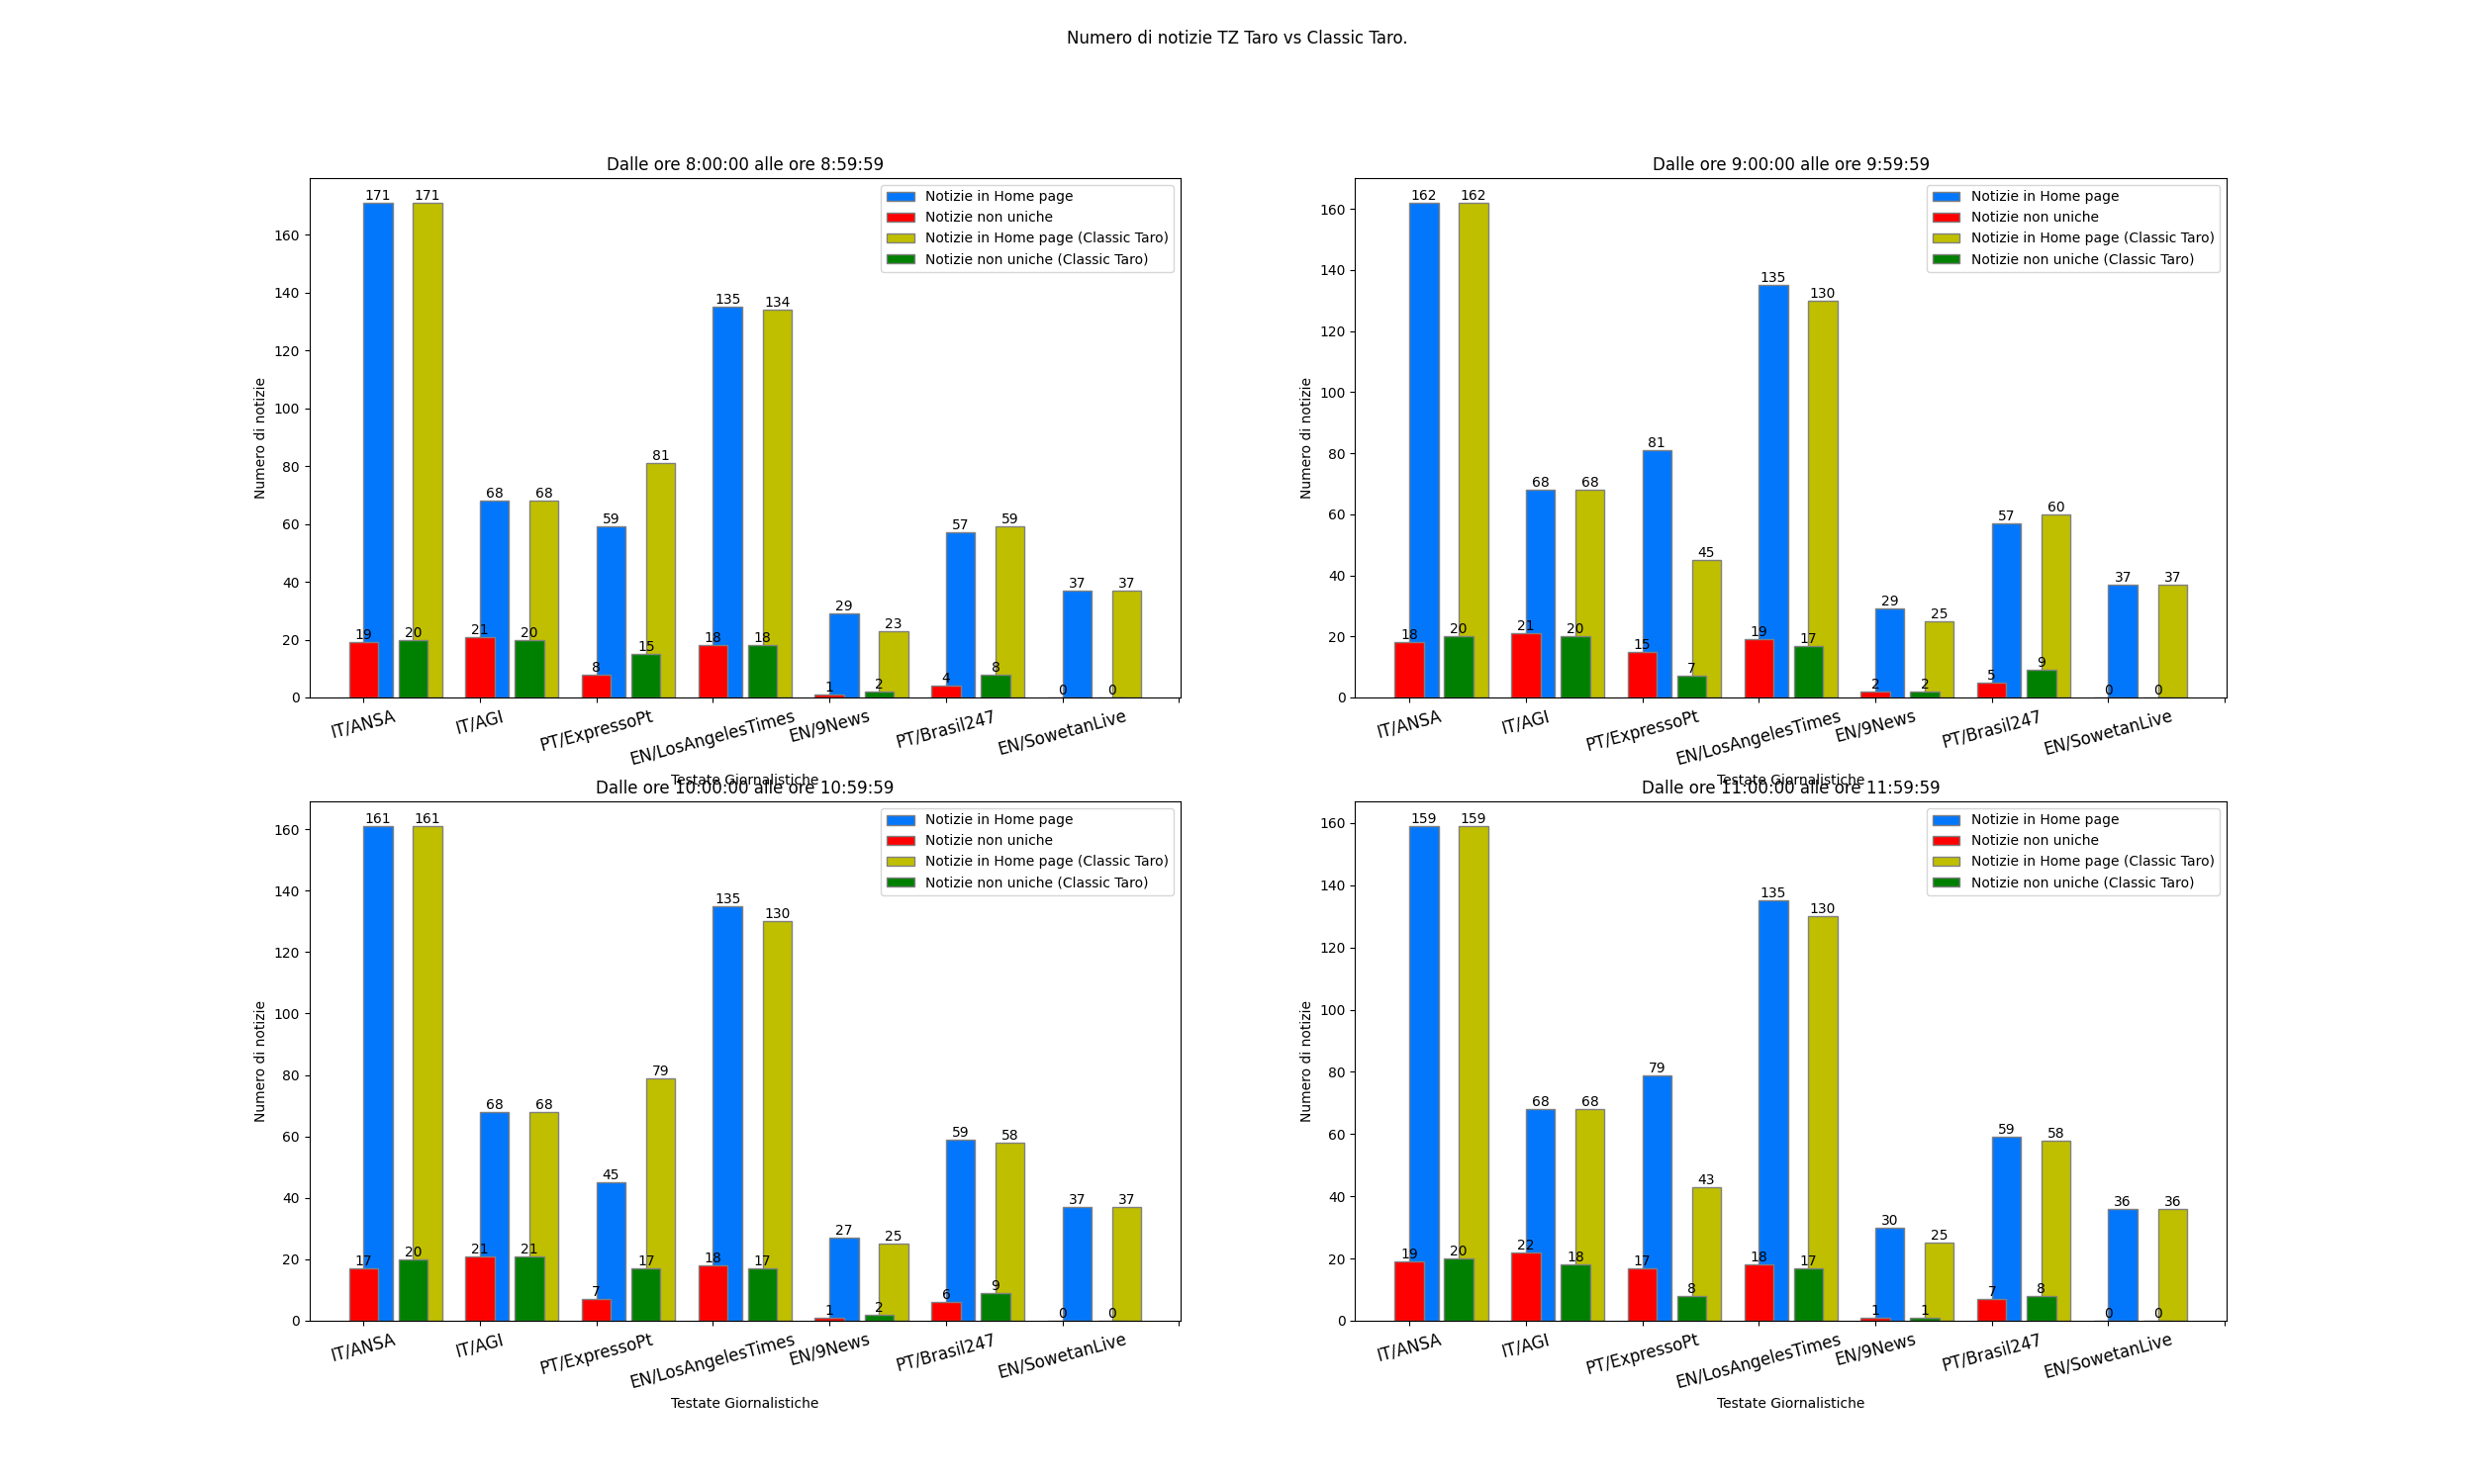 Numero di notizie TZ Taro vs Classic Taro.
Dalle ore 8:00:00 alle ore 8:59:59
Numero di notizie
160
140
120
100
80
60
40
20
0
171 171
68 68
59 81
135 134
29 23
57 59
37 37
19 20
21 20
8 15
18 18
1 2
4 8
0 0
Notizie in Home page
Notizie non uniche
Notizie in Home page (Classic Taro)
Notizie non uniche (Classic Taro)
IT/ANSA IT/AGI PT/ExpressoPt EN/LosAngelesTimes EN/9News PT/Brasil247 EN/SowetanLive
Testate Giornalistiche
Dalle ore 9:00:00 alle ore 9:59:59
Numero di notizie
160
140
120
100
80
60
40
20
0
162 162
68 68
81 45
135 130
29 25
57 60
37 37
18 20
21 20
15 7
19 17
2 2
5 9
0 0
Notizie in Home page
Notizie non uniche
Notizie in Home page (Classic Taro)
Notizie non uniche (Classic Taro)
IT/ANSA IT/AGI PT/ExpressoPt EN/LosAngelesTimes EN/9News PT/Brasil247 EN/SowetanLive
Testate Giornalistiche
Dalle ore 10:00:00 alle ore 10:59:59
Numero di notizie
160
140
120
100
80
60
40
20
0
161 161
68 68
45 79
135 130
27 25
59 58
37 37
17 20
21 21
7 17
18 17
1 2
6 9
0 0
Notizie in Home page
Notizie non uniche
Notizie in Home page (Classic Taro)
Notizie non uniche (Classic Taro)
IT/ANSA IT/AGI PT/ExpressoPt EN/LosAngelesTimes EN/9News PT/Brasil247 EN/SowetanLive
Testate Giornalistiche
Dalle ore 11:00:00 alle ore 11:59:59
Numero di notizie
160
140
120
100
80
60
40
20
0
159 159
68 68
79 43
135 130
30 25
59 58
36 36
19 20
22 18
17 8
18 17
1 1
7 8
0 0
Notizie in Home page
Notizie non uniche
Notizie in Home page (Classic Taro)
Notizie non uniche (Classic Taro)
IT/ANSA IT/AGI PT/ExpressoPt EN/LosAngelesTimes EN/9News PT/Brasil247 EN/SowetanLive
Testate Giornalistiche